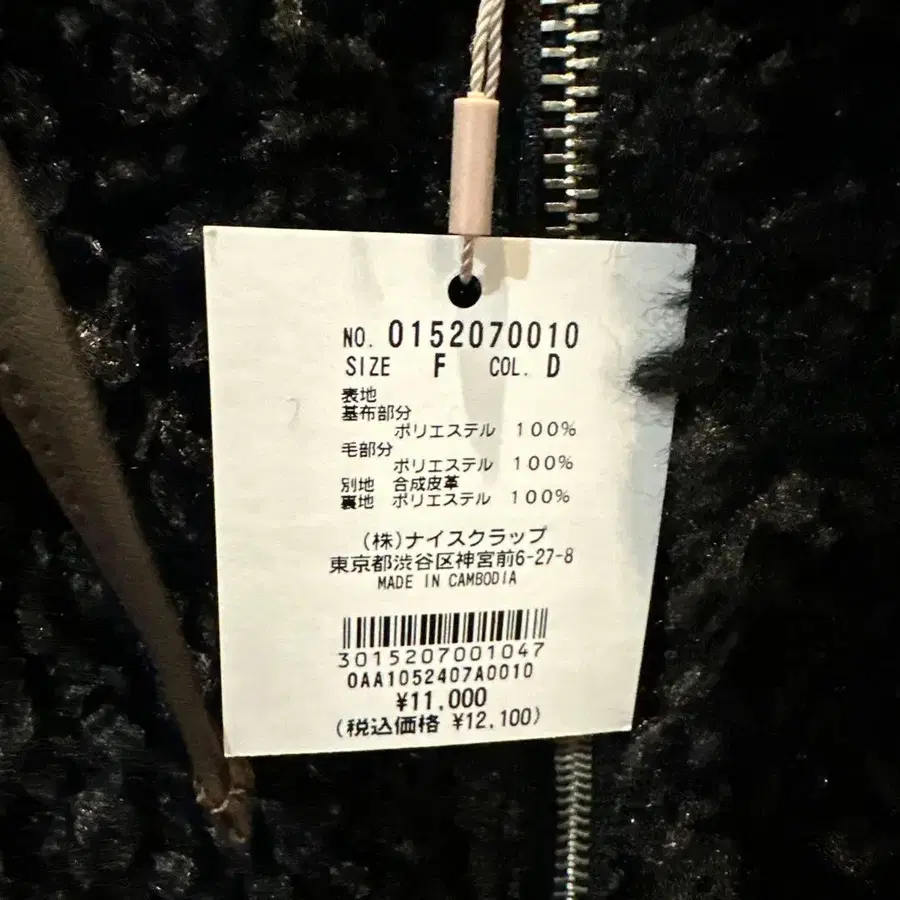 NO. 0152070010
SIZE F COL. D
表地
基布部分
ポリエステル 100%
毛部分
ポリエステル 100%
別地 合成皮革
裏地 ポリエステル 100%
(株)ナイスクラップ
東京都渋谷区神宮前6-27-8
MADE IN CAMBODIA
3015207001047
0AA1052407A0010
¥11,000
(税込価格 ¥12,100)